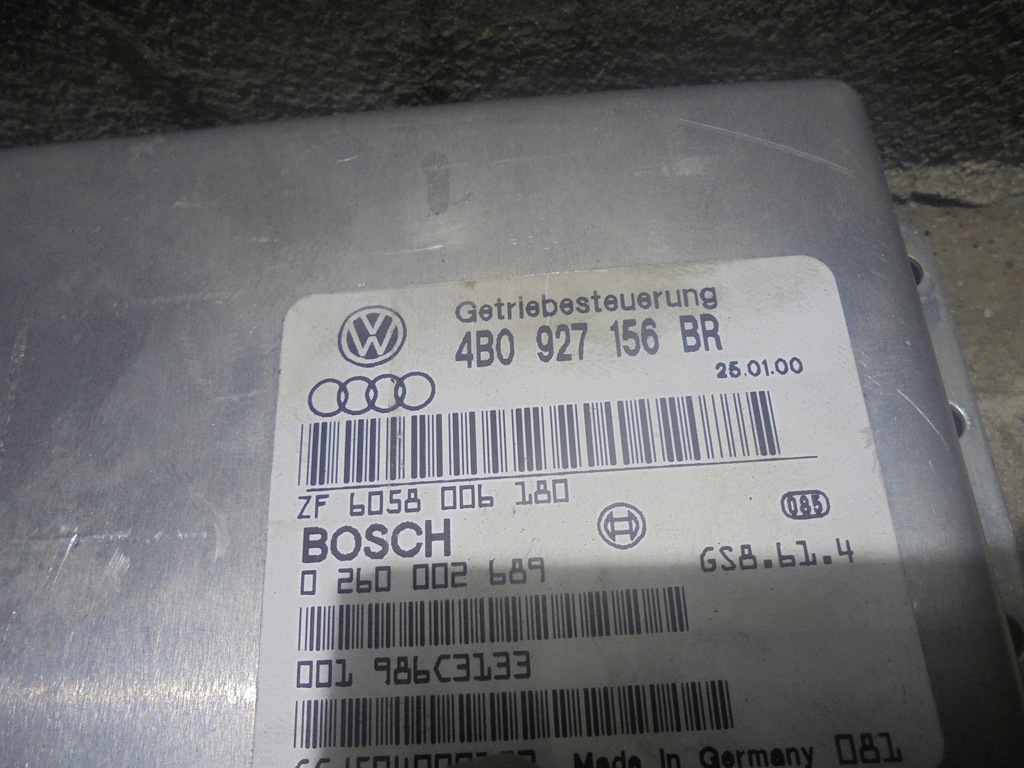 Getriebesteuerung
4B0 927 156 BR
25.01.00
ZF 6058 006 180
085
BOSCH
0 260 002 689
GS8.61.4
001 986C3133
Made In Germany 081